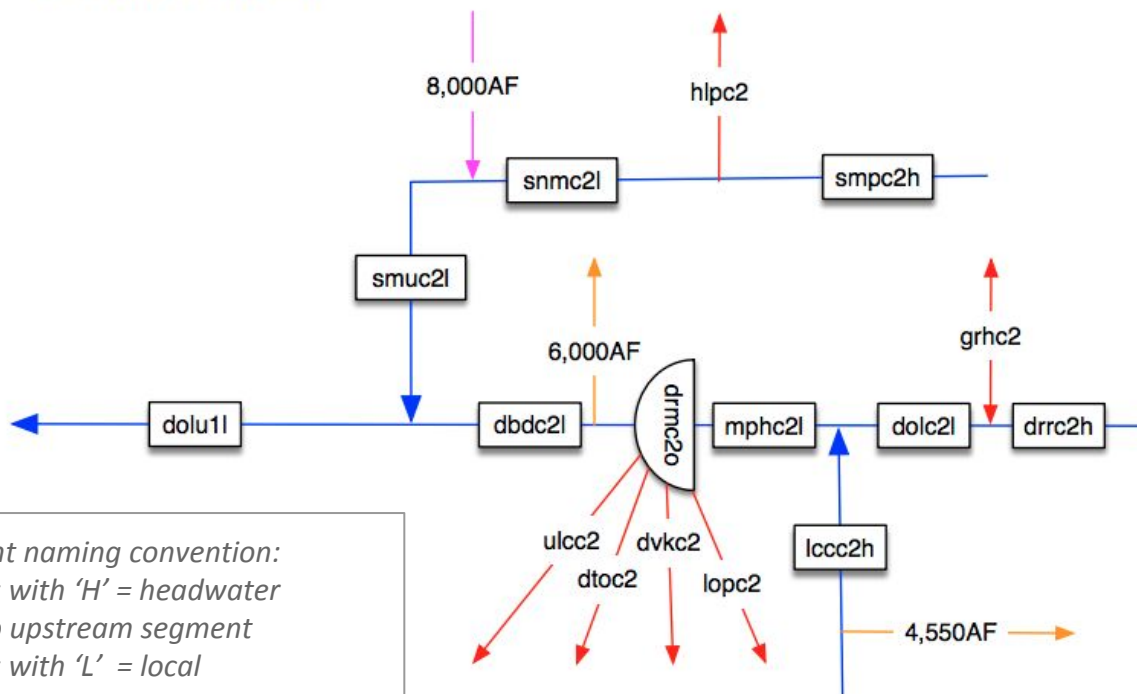 8,000AF
hlpc2
snmc2l
smpc2h
smuc2l
6,000AF
grhc2
dolu1l
dbdc2l
drmc2o
mphc2l
dolc2l
drrc2h
ulcc2
dvkc2
dtoc2
lopc2
lccc2h
4,550AF
naming convention:
with ‘H’ = headwater
upstream segment
with ‘L’ = local